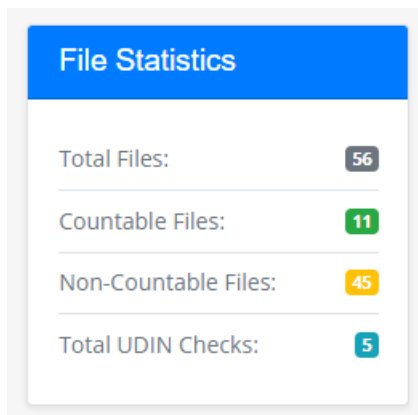 File Statistics
Total Files: 56
Countable Files: 11
Non-Countable Files: 45
Total UDIN Checks: 5